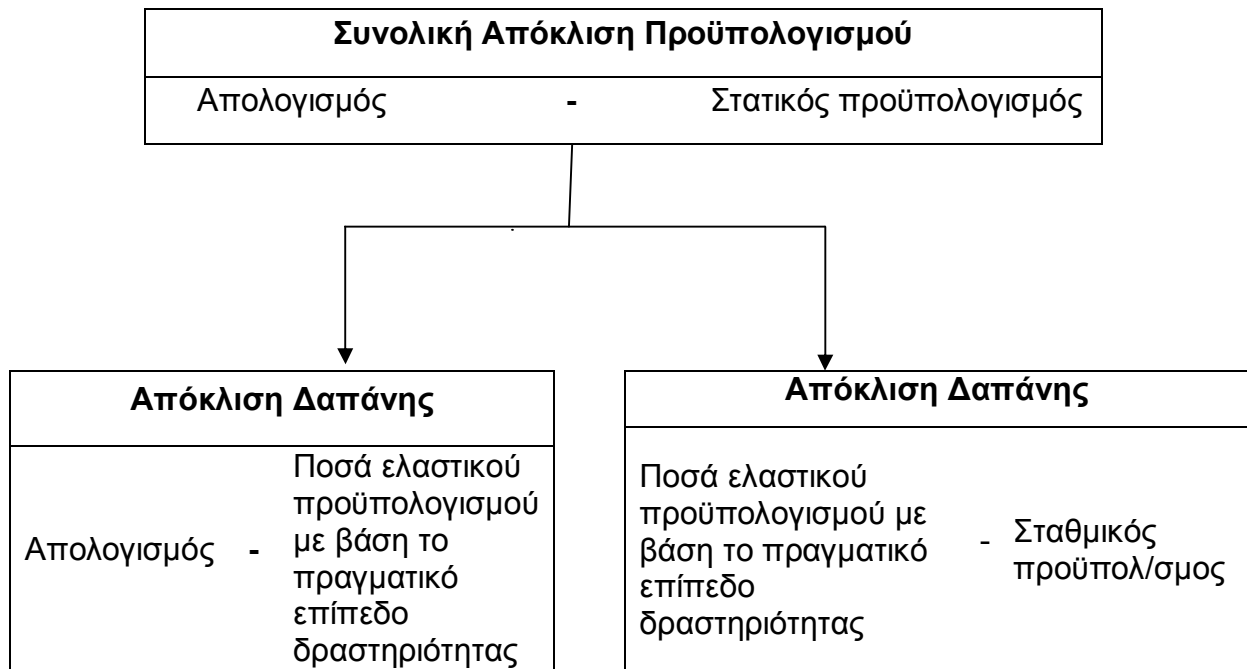 Συνολική Απόκλιση Προϋπολογισμού
Απολογισμός - Στατικός προϋπολογισμός
Απόκλιση Δαπάνης
Απολογισμός -
Ποσά ελαστικού
προϋπολογισμού
με βάση το
πραγματικό
επίπεδο
δραστηριότητας
Απόκλιση Δαπάνης
Ποσά ελαστικού
προϋπολογισμού με
βάση το πραγματικό
επίπεδο
δραστηριότητας
- Σταθμικός
προϋπολ/σμος